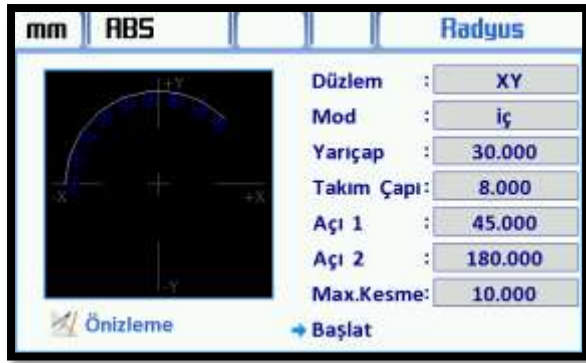 mm ABS Radyus
Düzlem : XY
Mod : iç
Yarıçap : 30.000
Takım Çapı: 8.000
Açı 1 : 45.000
Açı 2 : 180.000
Max.Kesme: 10.000
+Y
-X +X
-Y
Önizleme Başlat